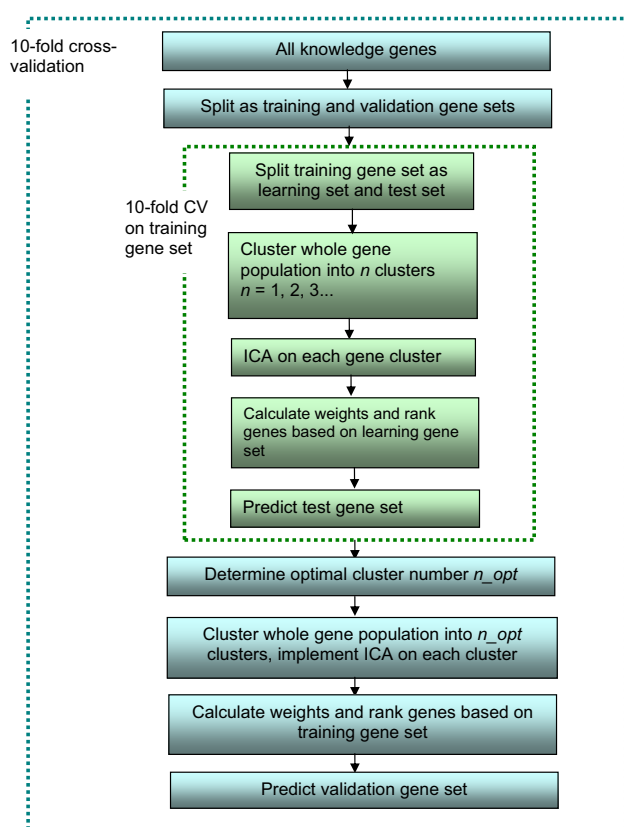 10-fold cross-
validation
All knowledge genes
Split as training and validation gene sets
10-fold CV
on training
gene set
Split training gene set as
learning set and test set
Cluster whole gene
population into n clusters
n = 1, 2, 3...
ICA on each gene cluster
Calculate weights and rank
genes based on learning gene
set
Predict test gene set
Determine optimal cluster number n_opt
Cluster whole gene population into n_opt
clusters, implement ICA on each cluster
Calculate weights and rank genes based on
training gene set
Predict validation gene set